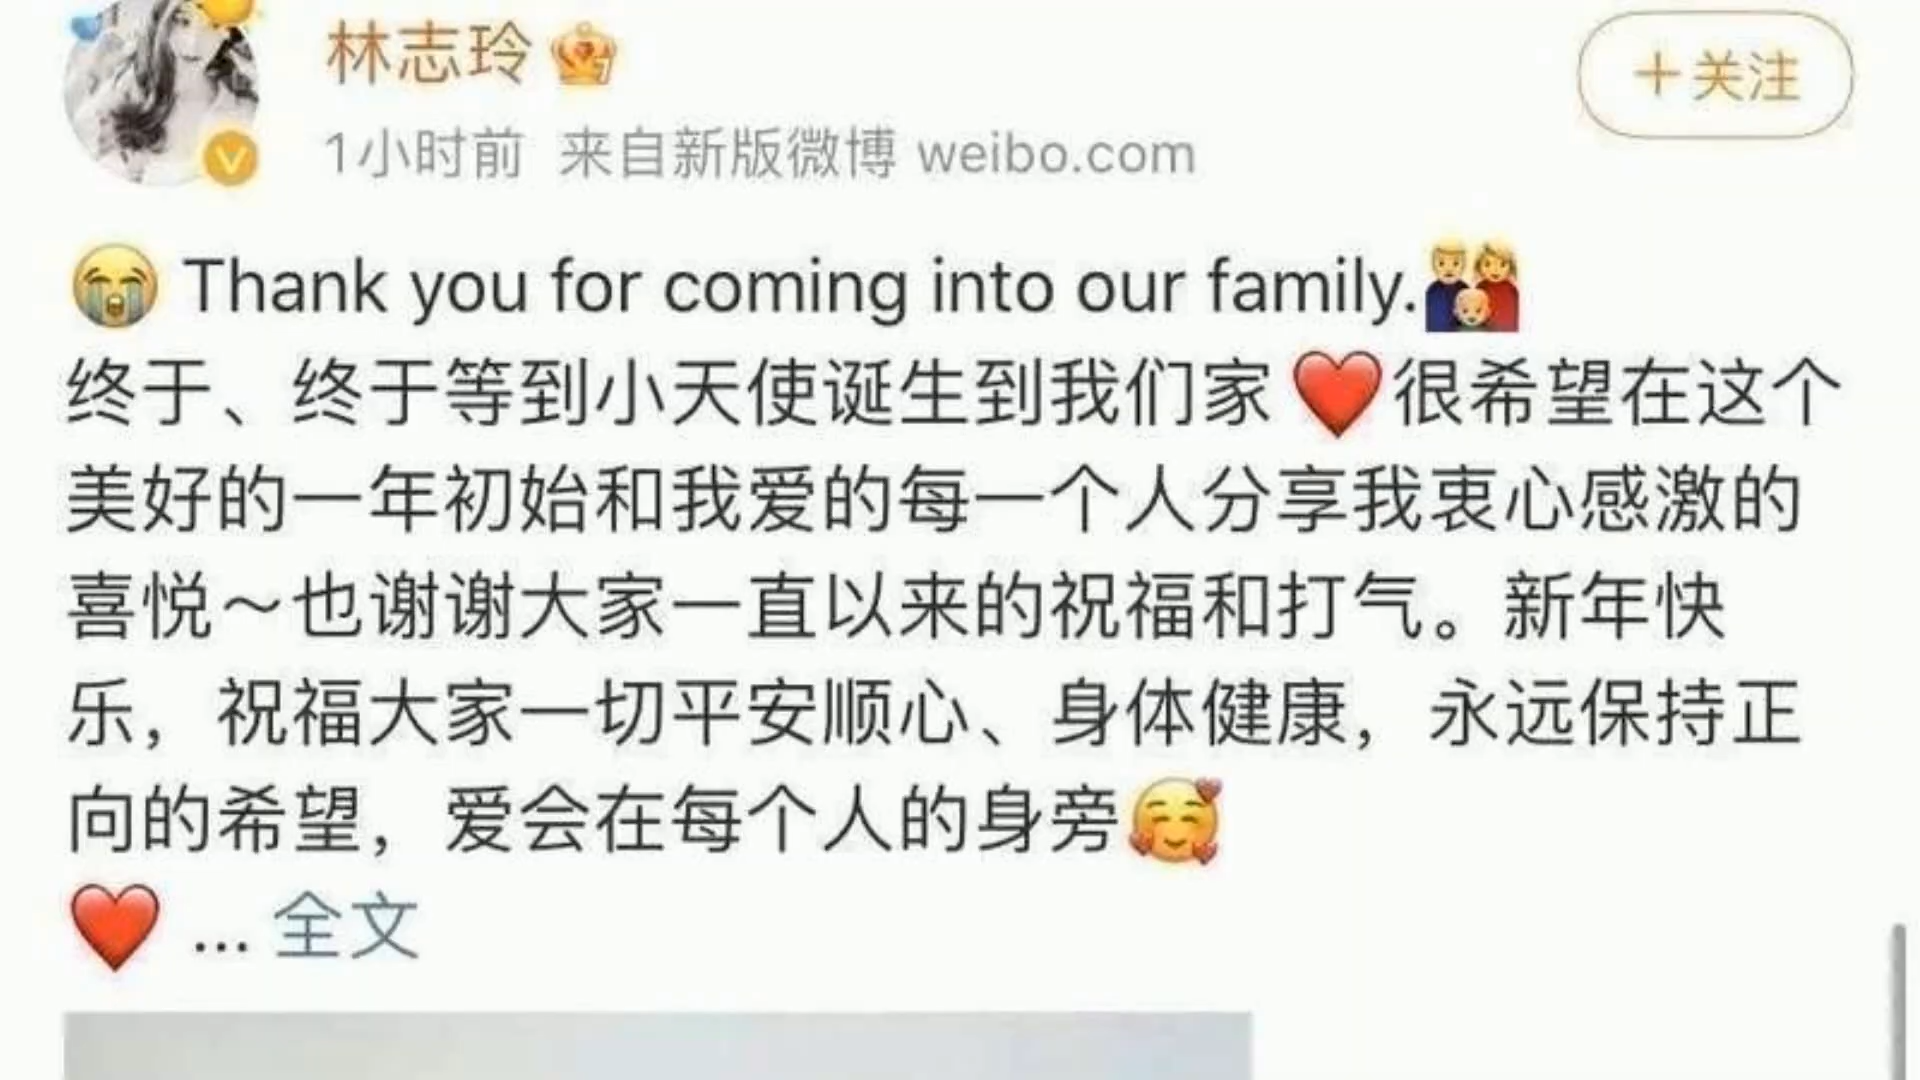 林志玲
+关注
1小时前 来自新版微博 weibo.com
😭 Thank you for coming into our family.👨‍👩‍👦
终于、终于等到小天使诞生到我们家 ❤️很希望在这个
美好的一年初始和我爱的每一个人分享我衷心感激的
喜悦～也谢谢大家一直以来的祝福和打气。新年快
乐，祝福大家一切平安顺心、身体健康，永远保持正
向的希望，爱会在每个人的身旁🥰
❤️ ... 全文